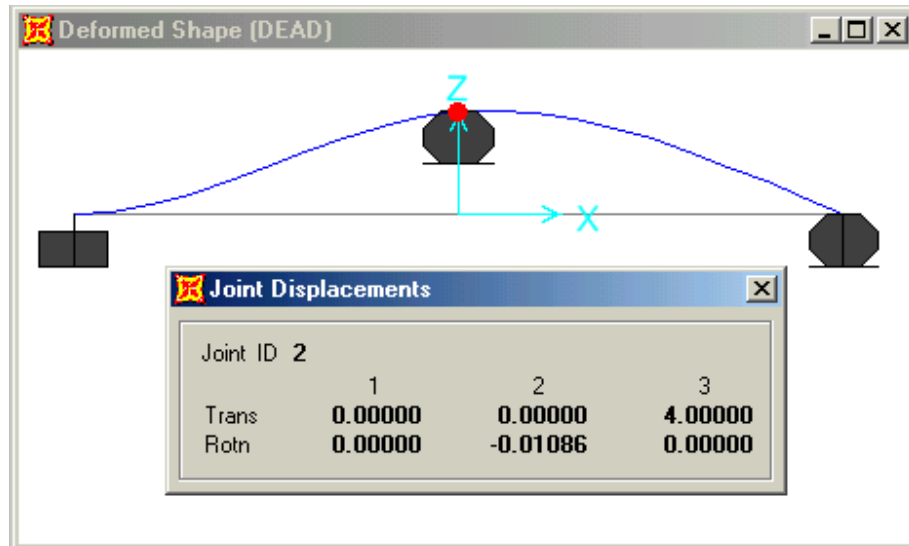 Deformed Shape (DEAD)
Z
X
Joint Displacements
Joint ID 2
1 2 3
Trans 0.00000 0.00000 4.00000
Rotn 0.00000 -0.01086 0.00000